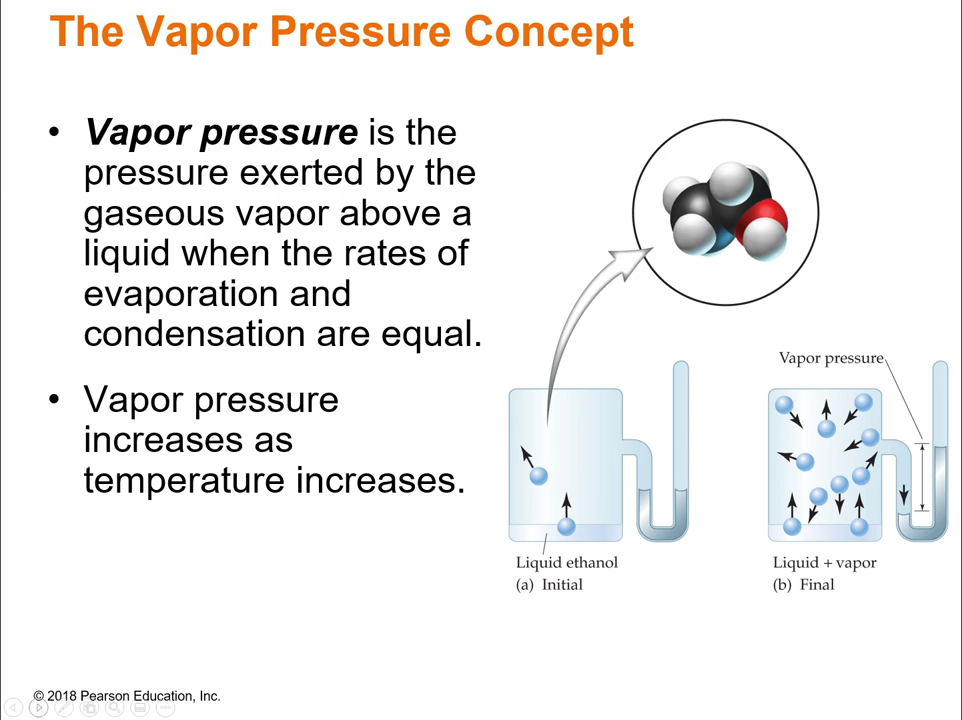 The Vapor Pressure Concept
• Vapor pressure is the
pressure exerted by the
gaseous vapor above a
liquid when the rates of
evaporation and
condensation are equal.
• Vapor pressure
increases as
temperature increases.
Vapor pressure
Liquid ethanol
(a) Initial
Liquid + vapor
(b) Final
© 2018 Pearson Education, Inc.